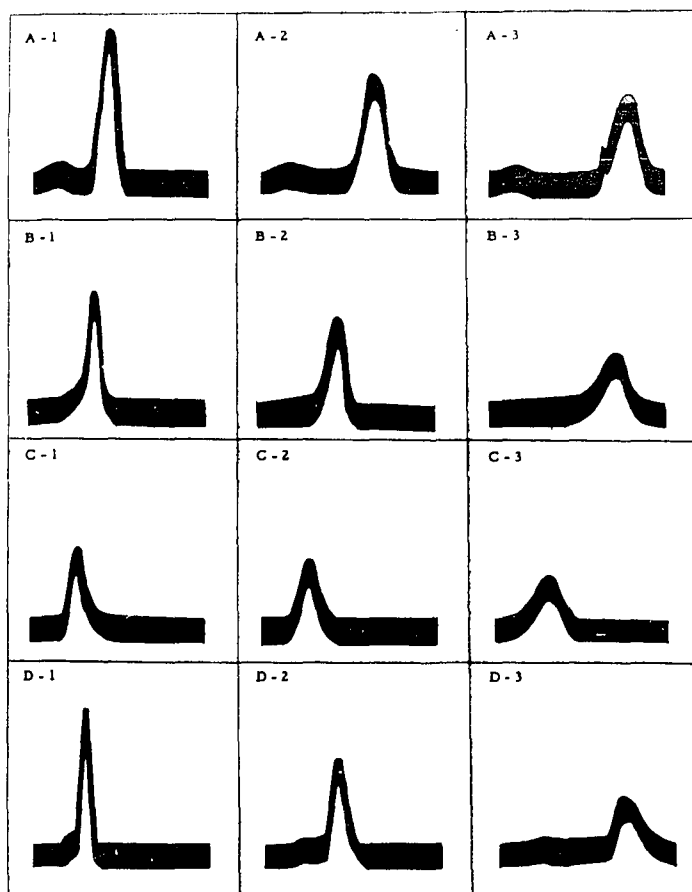 A - 1 A - 2 A - 3
B - 1 B - 2 B - 3
C - 1 C - 2 C - 3
D - 1 D - 2 D - 3